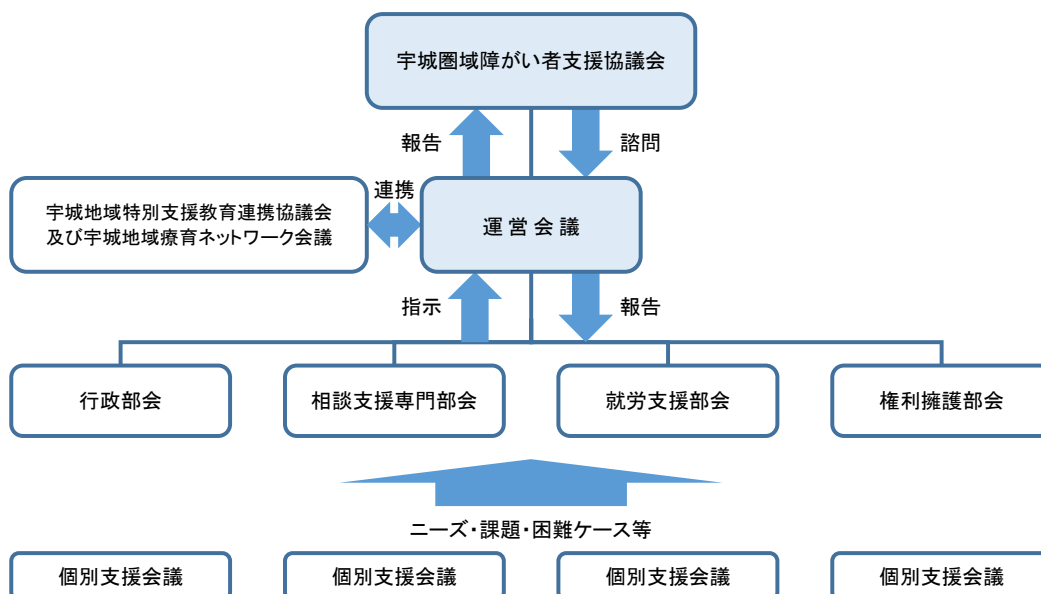 宇城圏域障がい者支援協議会
報告
諮問
連携
宇城地域特別支援教育連携協議会
及び宇城地域療育ネットワーク会議
運営会議
指示
報告
行政部会
相談支援専門部会
就労支援部会
権利擁護部会
ニーズ・課題・困難ケース等
個別支援会議
個別支援会議
個別支援会議
個別支援会議